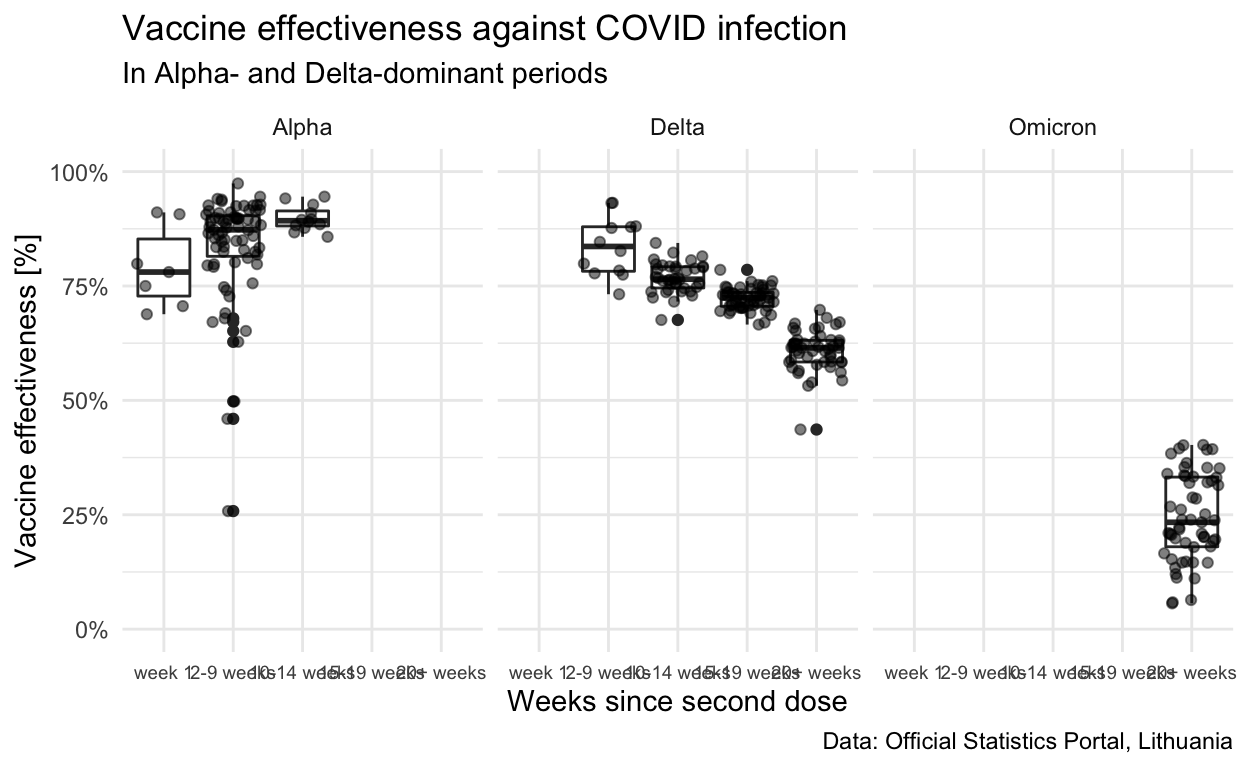 Vaccine effectiveness against COVID infection
In Alpha- and Delta-dominant periods
Alpha Delta Omicron
Vaccine effectiveness [%]
100%
75%
50%
25%
0%
week 1 2-9 weeks 10-14 weeks 15-19 weeks 20+ weeks week 1 2-9 weeks 10-14 weeks 15-19 weeks 20+ weeks week 1 2-9 weeks 10-14 weeks 15-19 weeks 20+ weeks
Weeks since second dose
Data: Official Statistics Portal, Lithuania